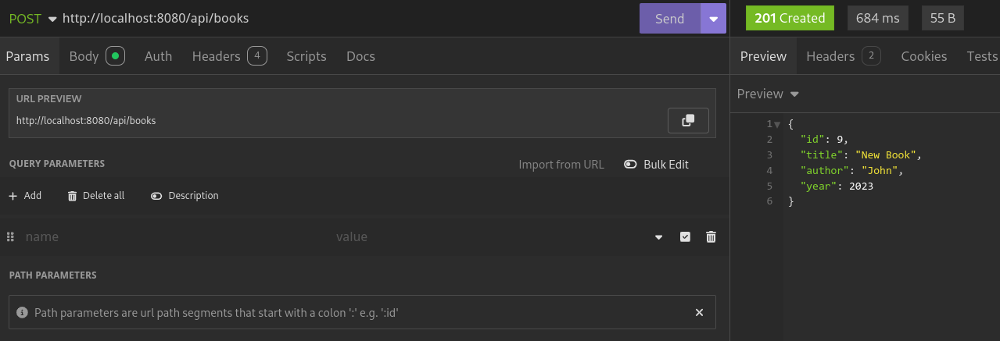 POST http://localhost:8080/api/books Send
Params Body Auth Headers 4 Scripts Docs
URL PREVIEW
http://localhost:8080/api/books
QUERY PARAMETERS Import from URL Bulk Edit
+ Add Delete all Description
name value
PATH PARAMETERS
Path parameters are url path segments that start with a colon ':' e.g. ':id'
201 Created 684 ms 55 B
Preview Headers 2 Cookies Tests
Preview
1 {
2 "id": 9,
3 "title": "New Book",
4 "author": "John",
5 "year": 2023
6 }